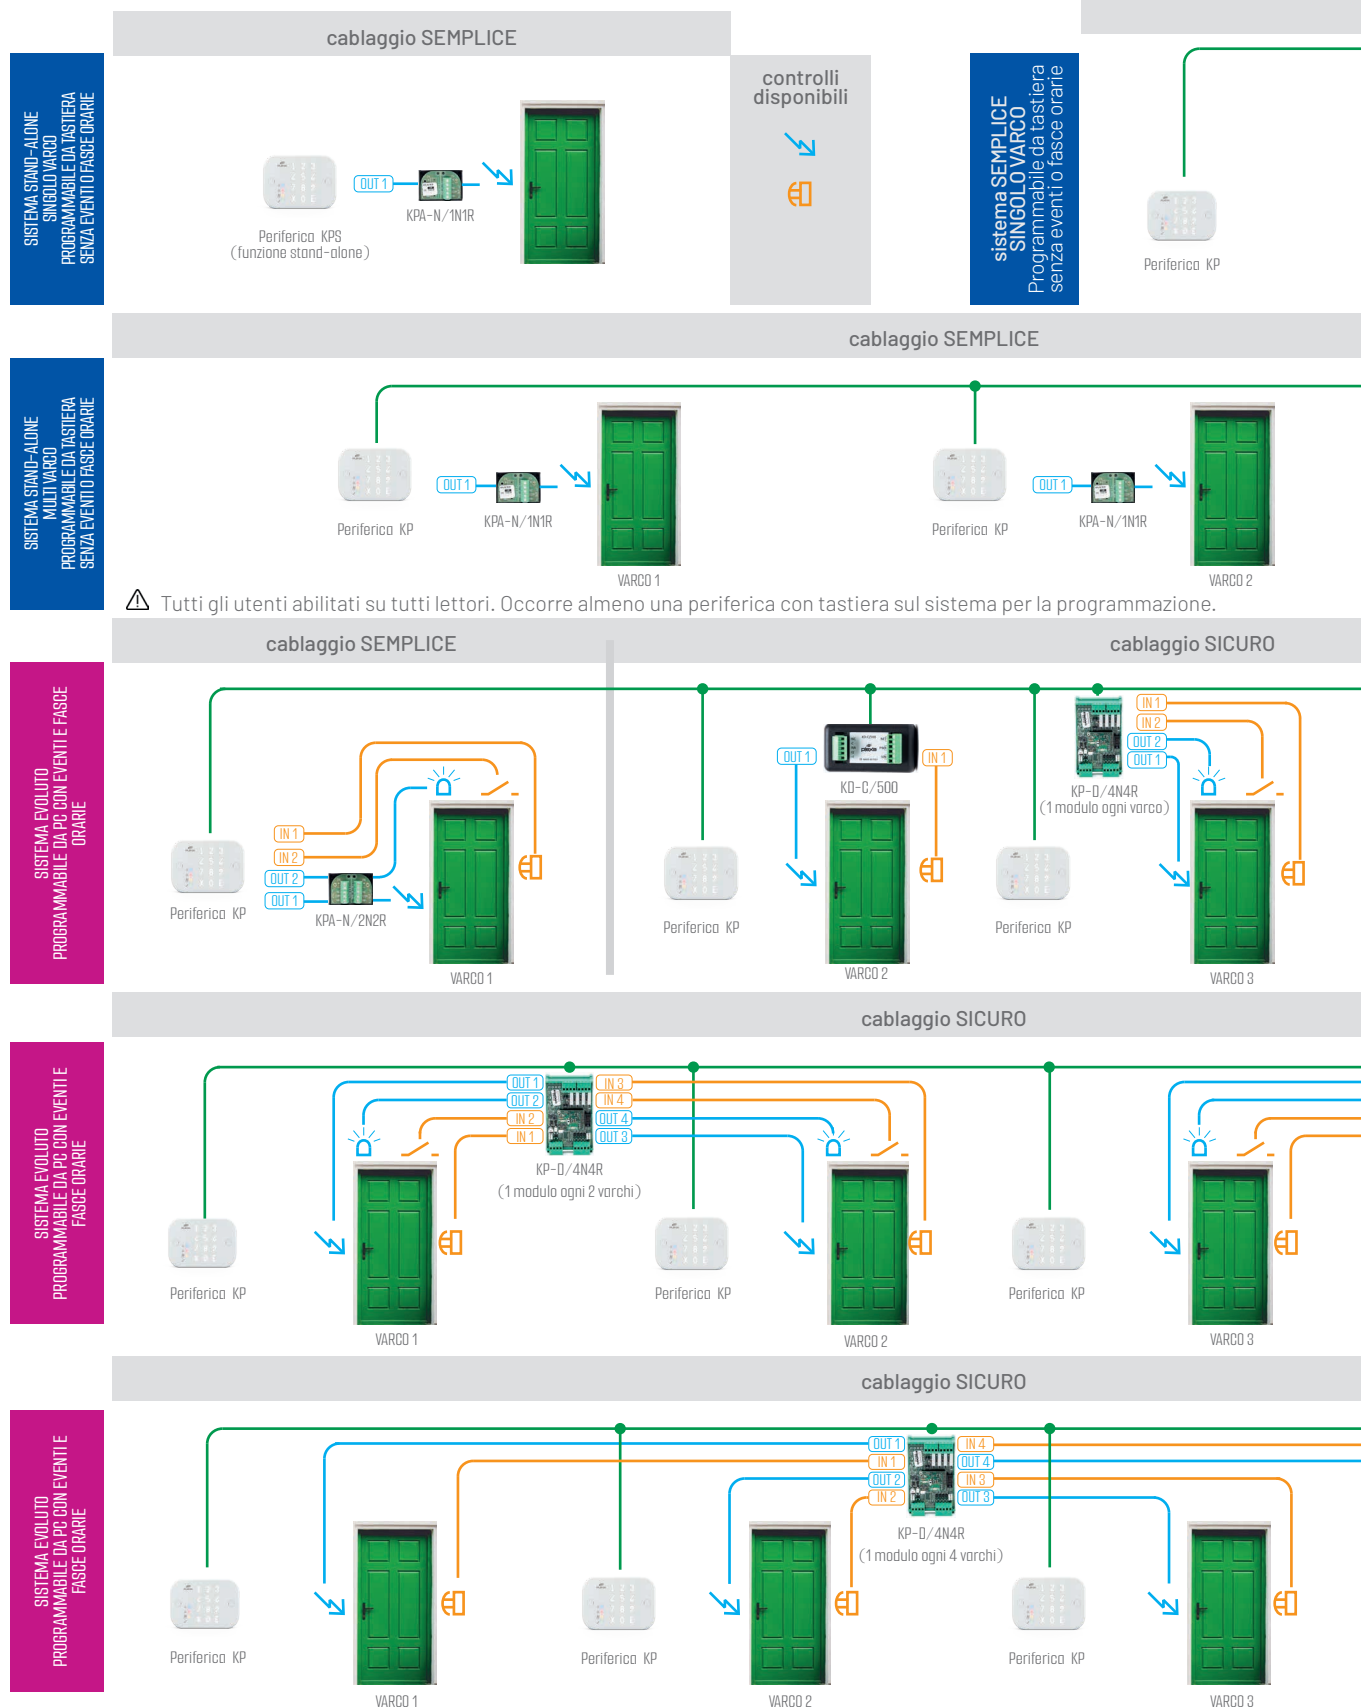 cablaggio SEMPLICE
SISTEMA STAND-ALONE
SINGOLO VARCO
PROGRAMMABILE DA TASTIERA
SENZA EVENTI O FASCE ORARIE
OUT 1
KPA-N/1N1R
Periferica KPS
(funzione stand-alone)
controlli
disponibili
sistema SEMPLICE
SINGOLO VARCO
Programmabile da tastiera
senza eventi o fasce orarie
Periferica KP
cablaggio SEMPLICE
SISTEMA STAND-ALONE
MULTI VARCO
PROGRAMMABILE DA TASTIERA
SENZA EVENTI O FASCE ORARIE
Periferica KP
OUT 1
KPA-N/1N1R
VARCO 1
Periferica KP
OUT 1
KPA-N/1N1R
VARCO 2
Tutti gli utenti abilitati su tutti lettori. Occorre almeno una periferica con tastiera sul sistema per la programmazione.
cablaggio SEMPLICE
cablaggio SICURO
SISTEMA EVOLUTO
PROGRAMMABILE DA PC CON EVENTI E FASCE
ORARIE
Periferica KP
IN 1
IN 2
OUT 2
OUT 1
KPA-N/2N2R
VARCO 1
Periferica KP
OUT 1
IN 1
KD-C/500
VARCO 2
Periferica KP
IN 1
IN 2
OUT 2
OUT 1
KP-D/4N4R
(1 modulo ogni varco)
VARCO 3
cablaggio SICURO
SISTEMA EVOLUTO
PROGRAMMABILE DA PC CON EVENTI E
FASCE ORARIE
Periferica KP
OUT 1
OUT 2
IN 2
IN 1
IN 3
IN 4
OUT 4
OUT 3
KP-D/4N4R
(1 modulo ogni 2 varchi)
VARCO 1
Periferica KP
VARCO 2
Periferica KP
VARCO 3
cablaggio SICURO
SISTEMA EVOLUTO
PROGRAMMABILE DA PC CON EVENTI E
FASCE ORARIE
Periferica KP
OUT 1
IN 1
OUT 2
IN 2
IN 4
OUT 4
IN 3
OUT 3
KP-D/4N4R
(1 modulo ogni 4 varchi)
VARCO 1
Periferica KP
VARCO 2
Periferica KP
VARCO 3